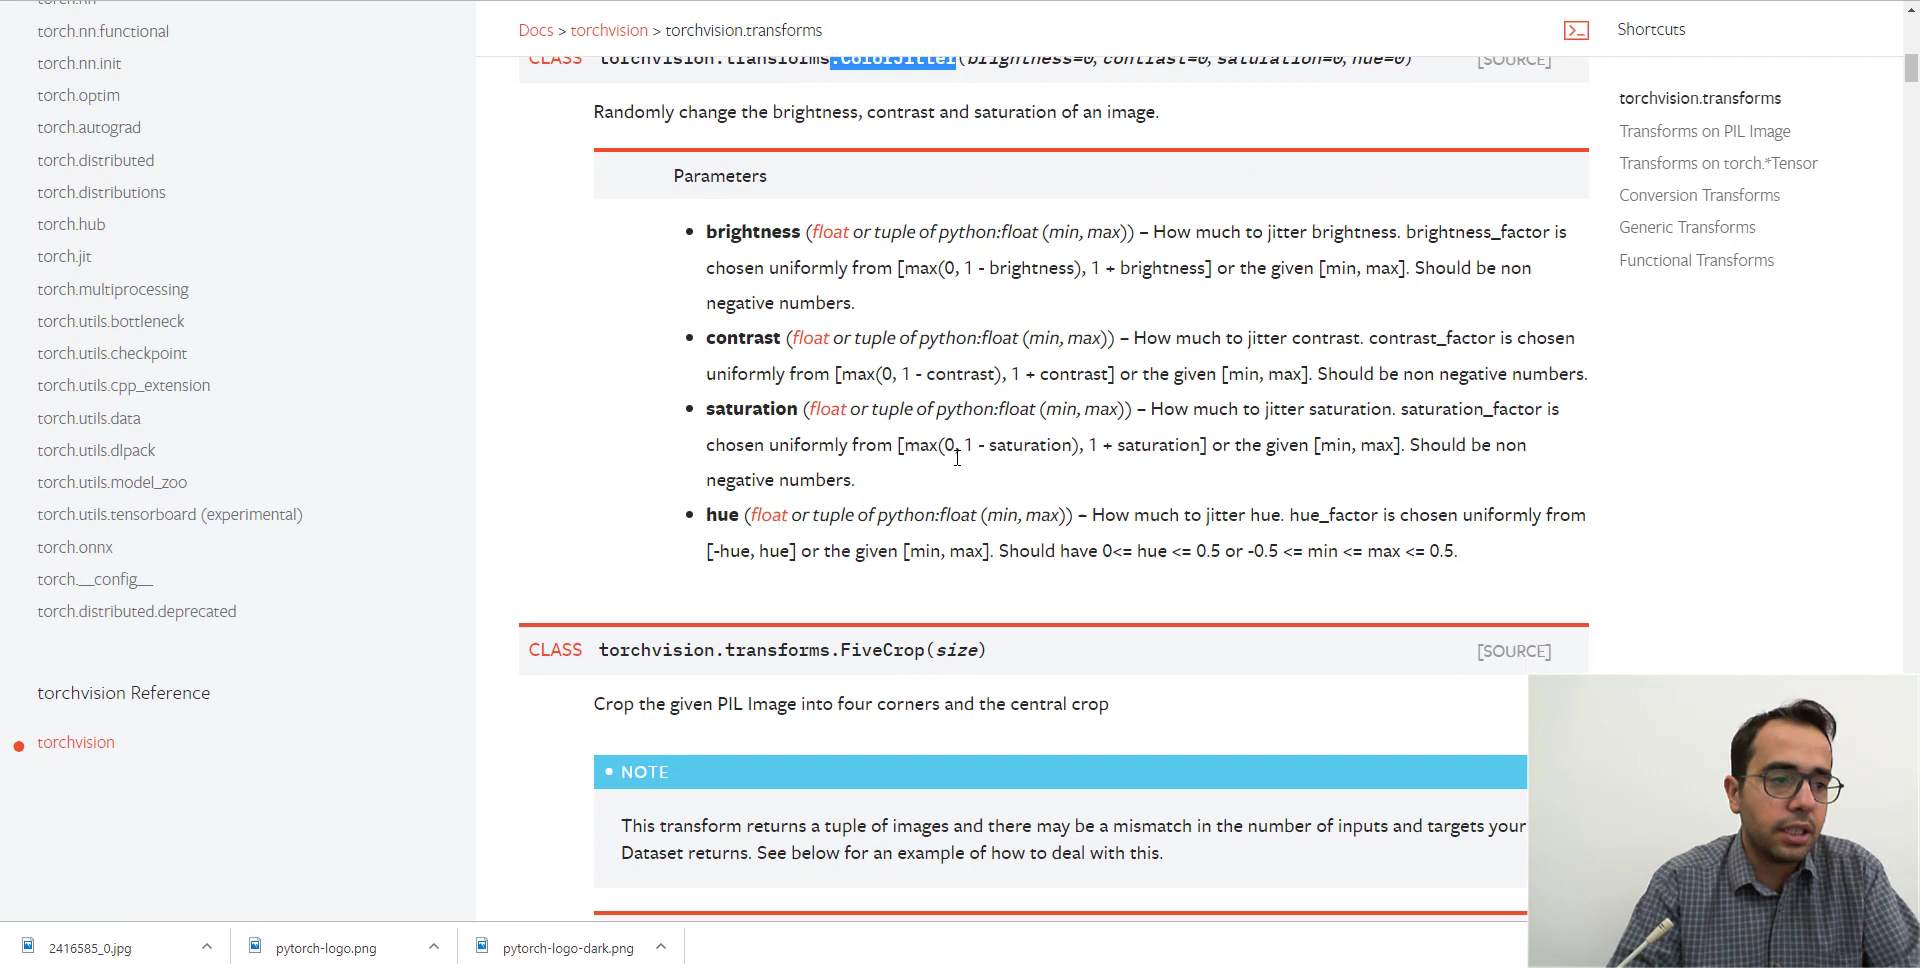 torch.nn
torch.nn.functional
torch.nn.init
torch.optim
torch.autograd
torch.distributed
torch.distributions
torch.hub
torch.jit
torch.multiprocessing
torch.utils.bottleneck
torch.utils.checkpoint
torch.utils.cpp_extension
torch.utils.data
torch.utils.dlpack
torch.utils.model_zoo
torch.utils.tensorboard (experimental)
torch.onnx
torch.__config__
torch.distributed.deprecated
torchvision Reference
torchvision
Docs > torchvision > torchvision.transforms
CLASS torchvision.transforms.ColorJitter(brightness=0, contrast=0, saturation=0, hue=0) [SOURCE]
Randomly change the brightness, contrast and saturation of an image.
Parameters
• brightness (float or tuple of python:float (min, max)) – How much to jitter brightness. brightness_factor is
chosen uniformly from [max(0, 1 - brightness), 1 + brightness] or the given [min, max]. Should be non
negative numbers.
• contrast (float or tuple of python:float (min, max)) – How much to jitter contrast. contrast_factor is chosen
uniformly from [max(0, 1 - contrast), 1 + contrast] or the given [min, max]. Should be non negative numbers.
• saturation (float or tuple of python:float (min, max)) – How much to jitter saturation. saturation_factor is
chosen uniformly from [max(0, 1 - saturation), 1 + saturation] or the given [min, max]. Should be non
negative numbers.
• hue (float or tuple of python:float (min, max)) – How much to jitter hue. hue_factor is chosen uniformly from
[-hue, hue] or the given [min, max]. Should have 0<= hue <= 0.5 or -0.5 <= min <= max <= 0.5.
CLASS torchvision.transforms.FiveCrop(size) [SOURCE]
Crop the given PIL Image into four corners and the central crop
• NOTE
This transform returns a tuple of images and there may be a mismatch in the number of inputs and targets your
Dataset returns. See below for an example of how to deal with this.
Shortcuts
torchvision.transforms
Transforms on PIL Image
Transforms on torch.*Tensor
Conversion Transforms
Generic Transforms
Functional Transforms
2416585_0.jpg
pytorch-logo.png
pytorch-logo-dark.png